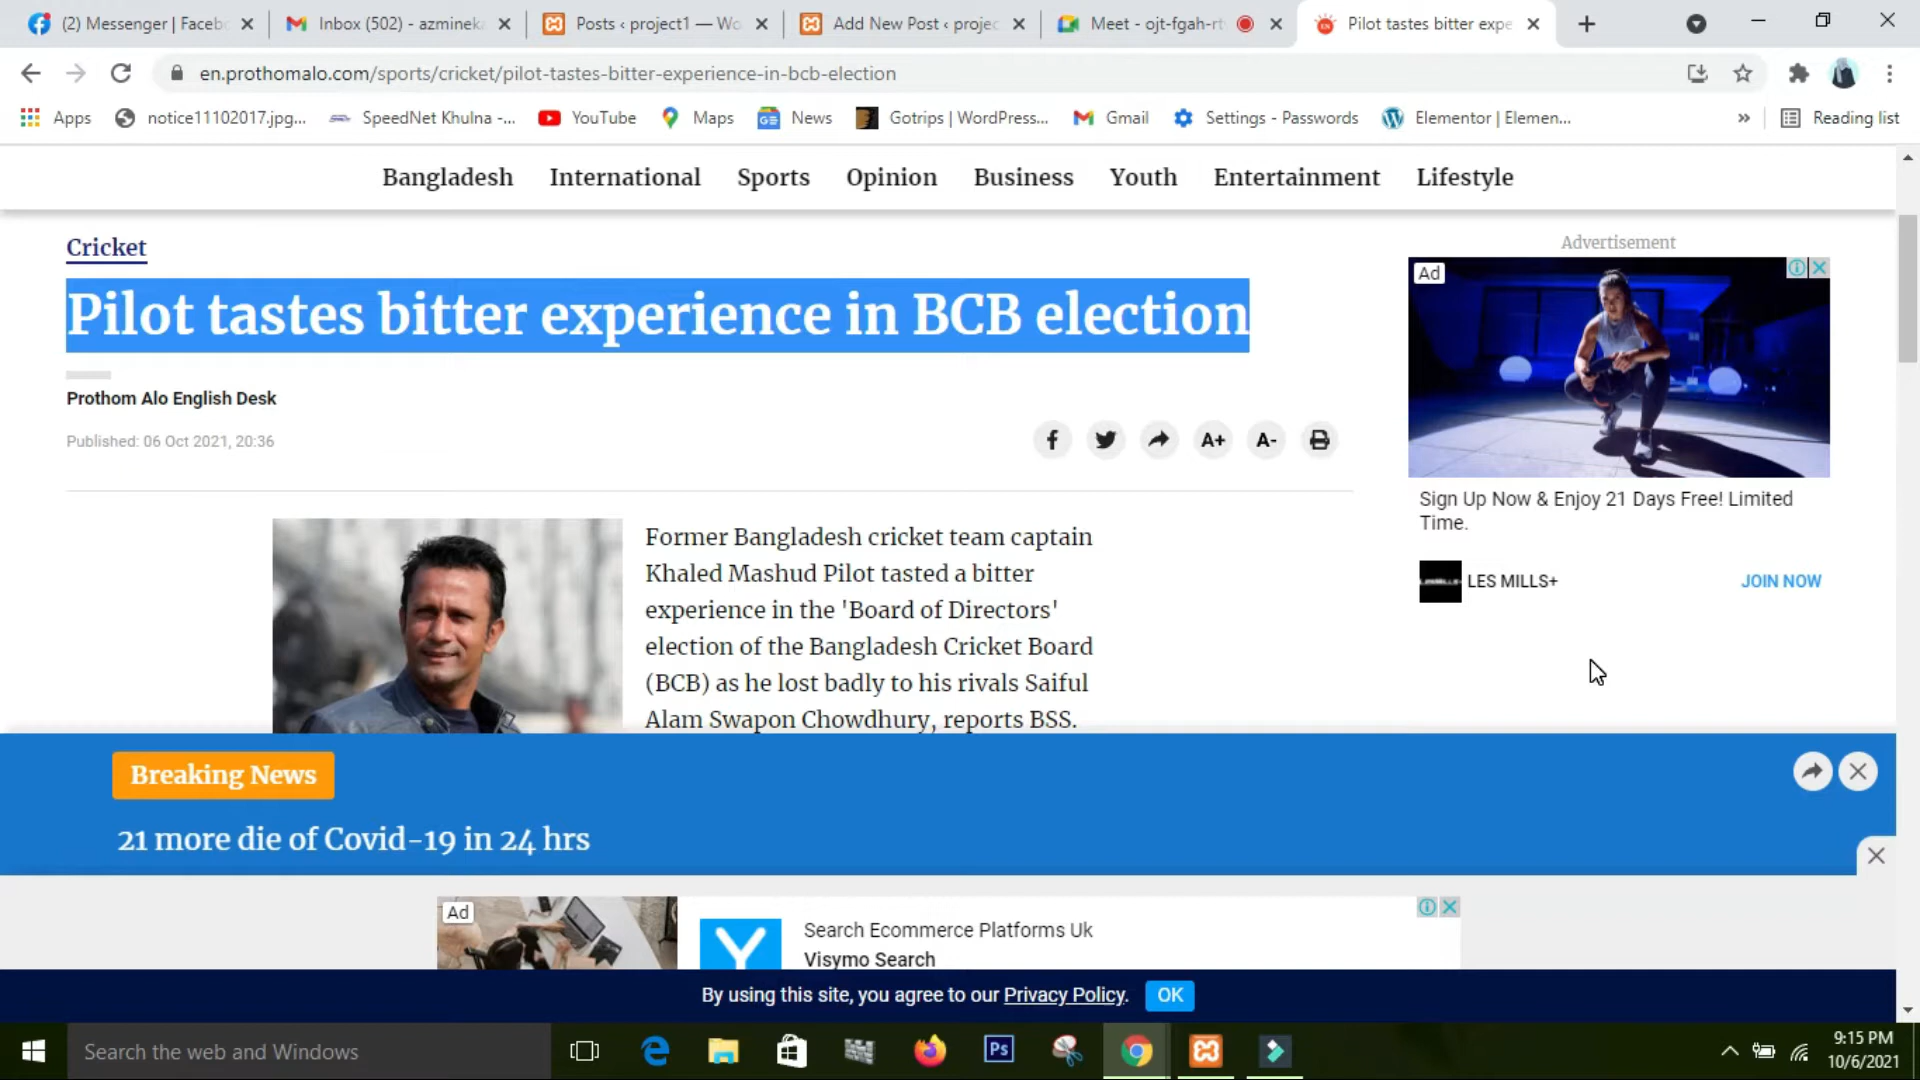 (2) Messenger | Faceb
Inbox (502) - azmineka
Posts ‹ project1 — Wo
Add New Post ‹ projec
Meet - ojt-fgah-rt
Pilot tastes bitter expe
en.prothomalo.com/sports/cricket/pilot-tastes-bitter-experience-in-bcb-election
Apps
notice11102017.jpg...
SpeedNet Khulna -...
YouTube
Maps
News
Gotrips | WordPress...
Gmail
Settings - Passwords
Elementor | Elemen...
»
Reading list
Bangladesh International Sports Opinion Business Youth Entertainment Lifestyle
Cricket
Pilot tastes bitter experience in BCB election
Prothom Alo English Desk
Published: 06 Oct 2021, 20:36
A+
A-
Former Bangladesh cricket team captain
Khaled Mashud Pilot tasted a bitter
experience in the 'Board of Directors'
election of the Bangladesh Cricket Board
(BCB) as he lost badly to his rivals Saiful
Alam Swapon Chowdhury, reports BSS.
Advertisement
Ad
Sign Up Now & Enjoy 21 Days Free! Limited
Time.
LES MILLS+
JOIN NOW
Breaking News
21 more die of Covid-19 in 24 hrs
Ad
Search Ecommerce Platforms Uk
Visymo Search
By using this site, you agree to our Privacy Policy. OK
Search the web and Windows
Ps
9:15 PM
10/6/2021